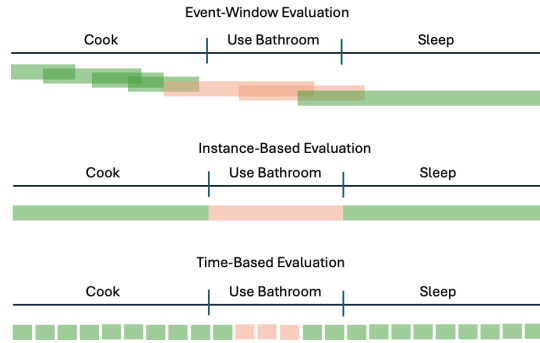 Event-Window Evaluation
Cook Use Bathroom Sleep
Instance-Based Evaluation
Cook Use Bathroom Sleep
Time-Based Evaluation
Cook Use Bathroom Sleep